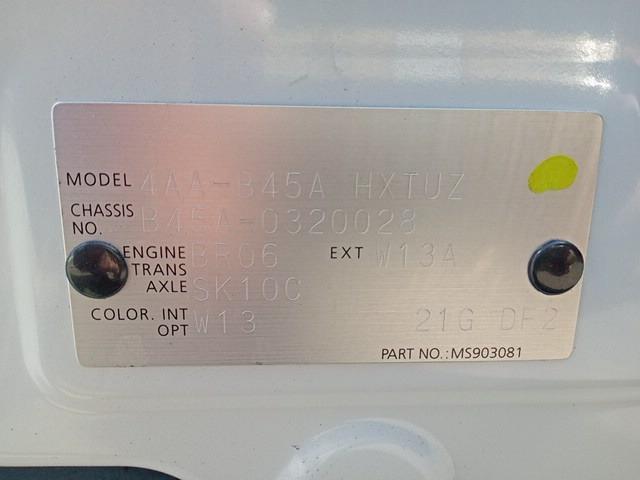 MODEL 4AA-B45A HXTUZ
CHASSIS NO. B45A-0320028
ENGINE BR06 EXT W13A
TRANS AXLE SK10C
COLOR. INT W13
OPT 21G DF2
PART NO.:MS903081